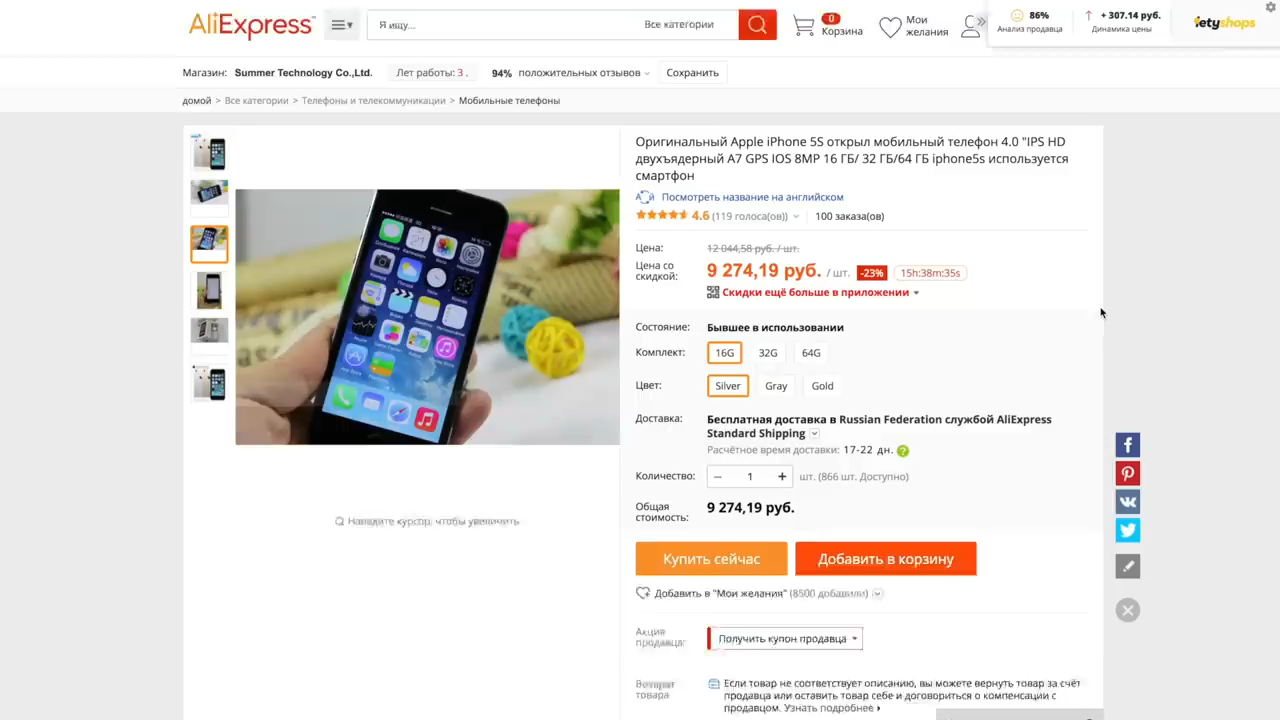 AliExpress™
Я ищу...
Все категории
0
Корзина
Мои
желания
86%
Анализ продавца
+ 307.14 руб.
Динамика цены
letyshops
Магазин: Summer Technology Co.,Ltd.
Лет работы: 3 .
94% положительных отзывов
Сохранить
домой > Все категории > Телефоны и телекоммуникации > Мобильные телефоны
Оригинальный Apple iPhone 5S открыл мобильный телефон 4.0 "IPS HD
двухъядерный A7 GPS IOS 8MP 16 ГБ/ 32 ГБ/64 ГБ iphone5s используется
смартфон
Посмотреть название на английском
4.6 (119 голоса(ов))
100 заказа(ов)
Цена:
12 044,58 руб. / шт.
Цена со
скидкой:
9 274,19 руб. / шт.
-23%
15h:38m:35s
Скидки ещё больше в приложении
Состояние: Бывшее в использовании
Комплект: 16G 32G 64G
Цвет: Silver Gray Gold
Доставка: Бесплатная доставка в Russian Federation службой AliExpress
Standard Shipping
Расчётное время доставки: 17-22 дн. ?
Количество: − 1 + шт. (866 шт. Доступно)
Общая
стоимость:
9 274,19 руб.
Наведите курсор, чтобы увеличить
Купить сейчас
Добавить в корзину
Добавить в "Мои желания" (8500 добавили)
Акции
продавца:
Получить купон продавца
Возврат
товара
Если товар не соответствует описанию, вы можете вернуть товар за счёт
продавца или оставить товар себе и договориться о компенсации с
продавцом. Узнать подробнее